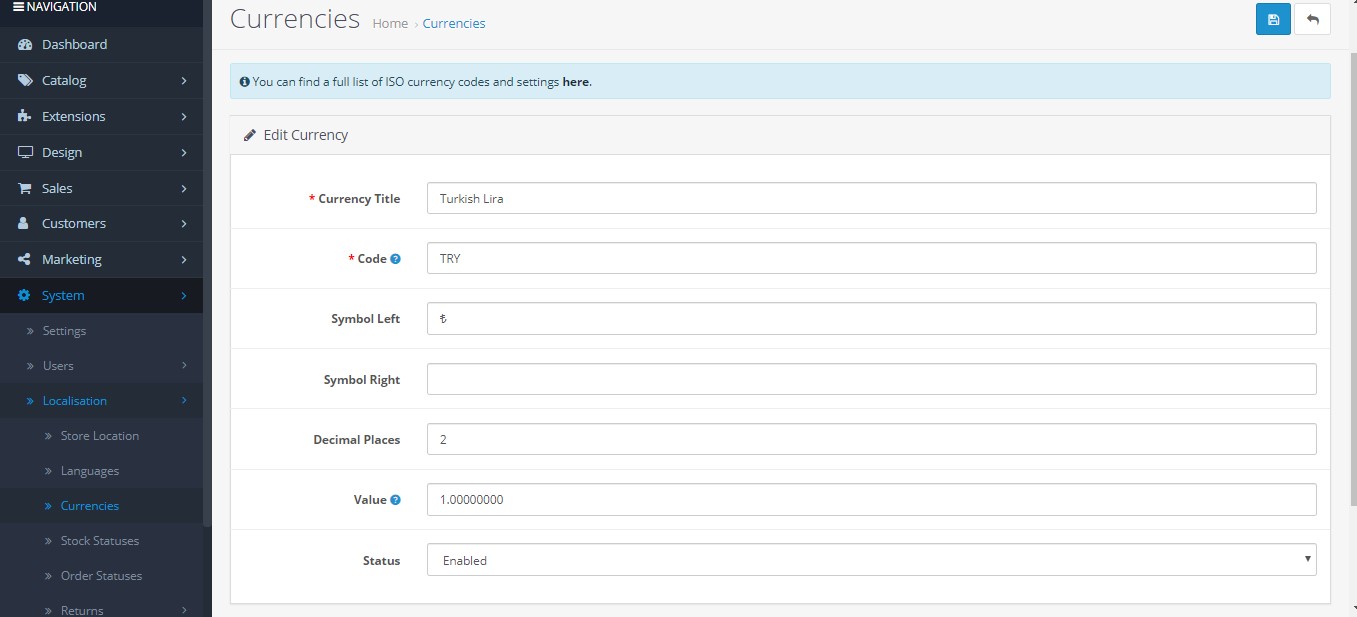 NAVIGATION
Dashboard
Catalog
Extensions
Design
Sales
Customers
Marketing
System
Settings
Users
Localisation
Store Location
Languages
Currencies
Stock Statuses
Order Statuses
Returns
Currencies Home › Currencies
You can find a full list of ISO currency codes and settings here.
Edit Currency
* Currency Title Turkish Lira
* Code ? TRY
Symbol Left ₺
Symbol Right
Decimal Places 2
Value ? 1.00000000
Status Enabled